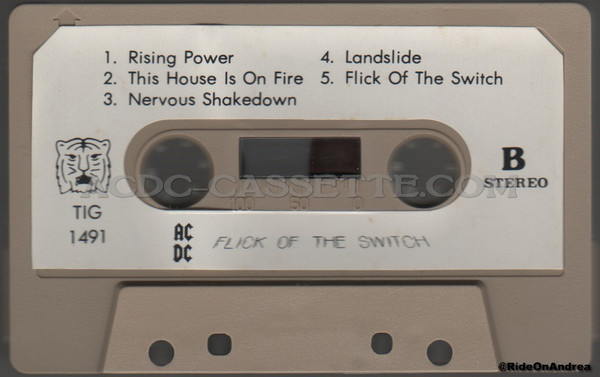 1. Rising Power
2. This House Is On Fire
3. Nervous Shakedown
4. Landslide
5. Flick Of The Switch
B
STEREO
ACDC-CASSETTE.COM
TIG
1491
100 50 0
AC
DC
FLICK OF THE SWITCH
@RideOnAndrea